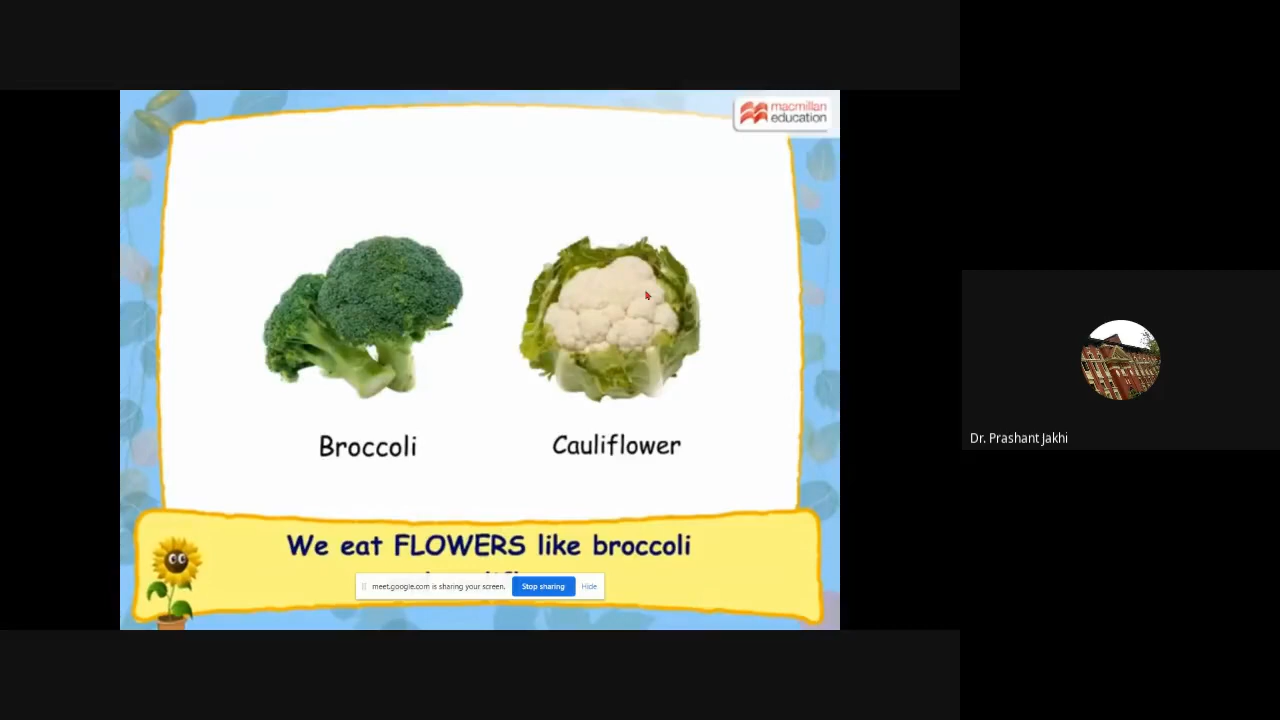 macmillan
education
Broccoli
Cauliflower
We eat FLOWERS like broccoli
meet.google.com is sharing your screen.
Stop sharing
Hide
Dr. Prashant Jakhi